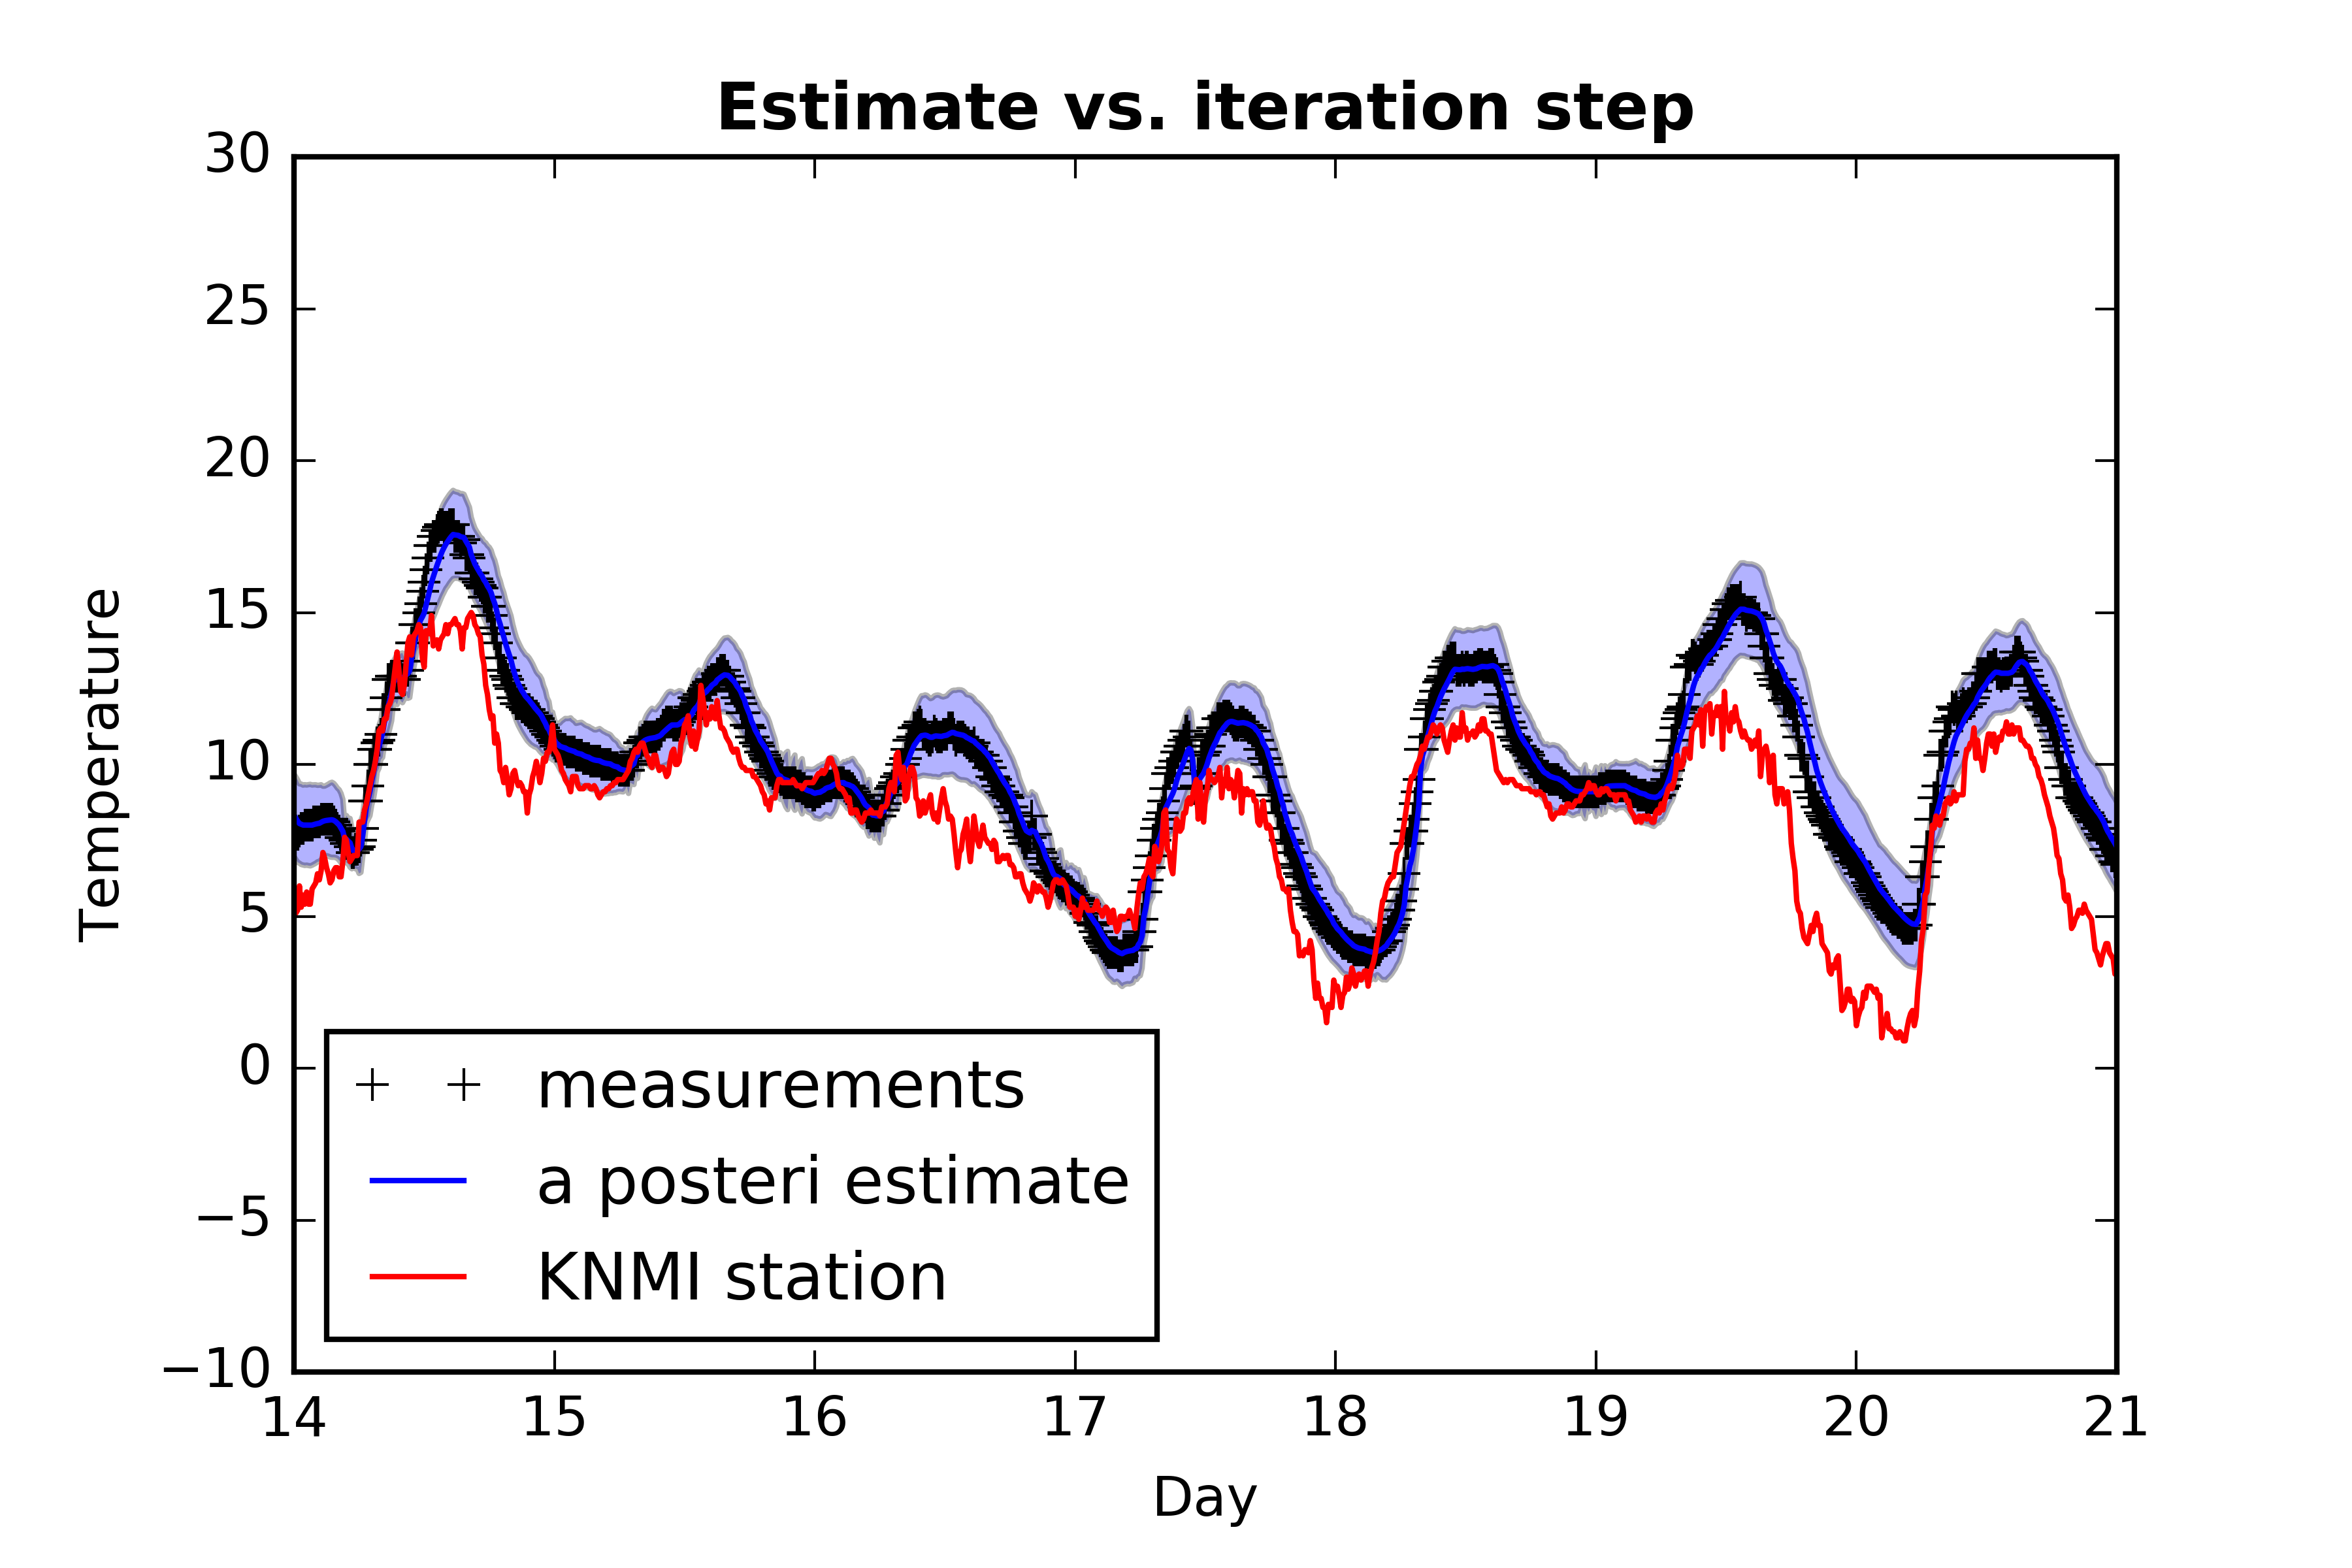 Estimate vs. iteration step
30
25
20
15
10
5
0
−5
−10
Temperature
measurements
a posteri estimate
KNMI station
14 15 16 17 18 19 20 21
Day